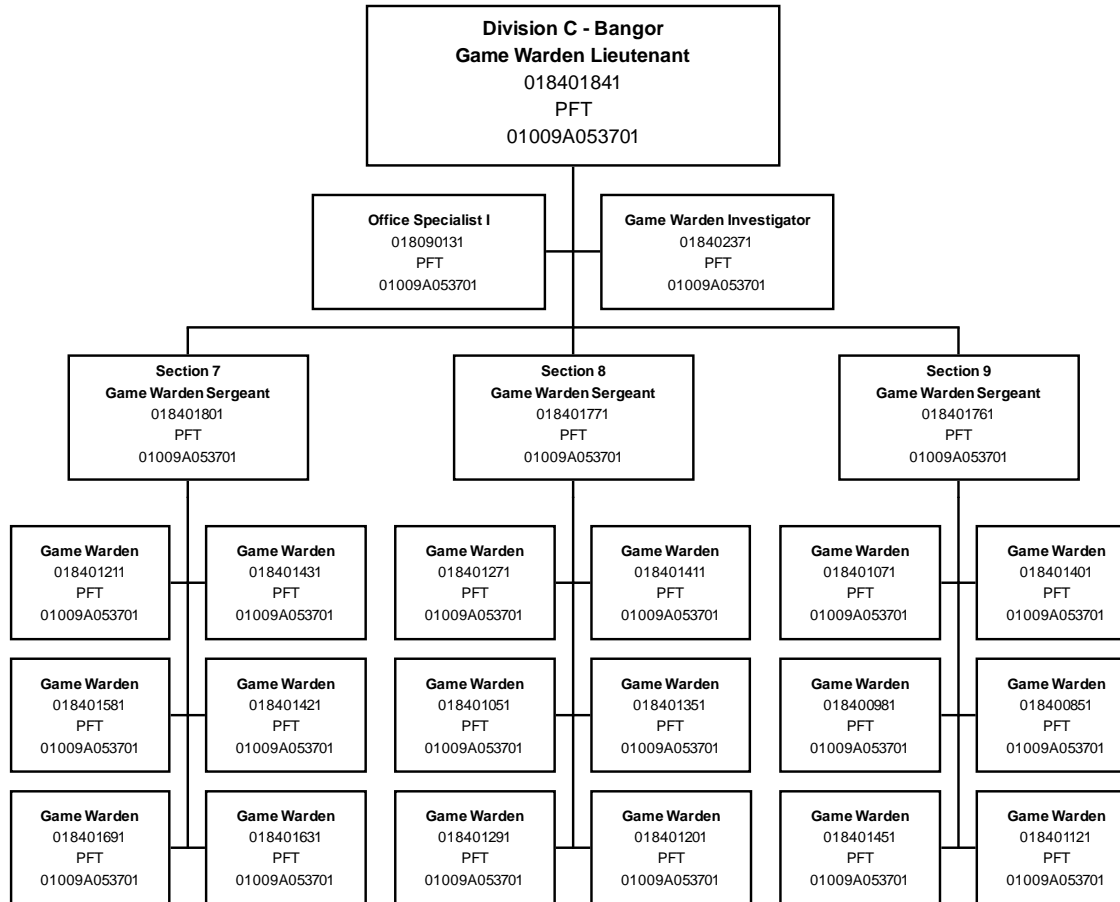 Division C - Bangor
Game Warden Lieutenant
018401841
PFT
01009A053701
Office Specialist I
018090131
PFT
01009A053701
Game Warden Investigator
018402371
PFT
01009A053701
Section 7
Game Warden Sergeant
018401801
PFT
01009A053701
Section 8
Game Warden Sergeant
018401771
PFT
01009A053701
Section 9
Game Warden Sergeant
018401761
PFT
01009A053701
Game Warden
018401211
PFT
01009A053701
Game Warden
018401431
PFT
01009A053701
Game Warden
018401271
PFT
01009A053701
Game Warden
018401411
PFT
01009A053701
Game Warden
018401071
PFT
01009A053701
Game Warden
018401401
PFT
01009A053701
Game Warden
018401581
PFT
01009A053701
Game Warden
018401421
PFT
01009A053701
Game Warden
018401051
PFT
01009A053701
Game Warden
018401351
PFT
01009A053701
Game Warden
018400981
PFT
01009A053701
Game Warden
018400851
PFT
01009A053701
Game Warden
018401691
PFT
01009A053701
Game Warden
018401631
PFT
01009A053701
Game Warden
018401291
PFT
01009A053701
Game Warden
018401201
PFT
01009A053701
Game Warden
018401451
PFT
01009A053701
Game Warden
018401121
PFT
01009A053701